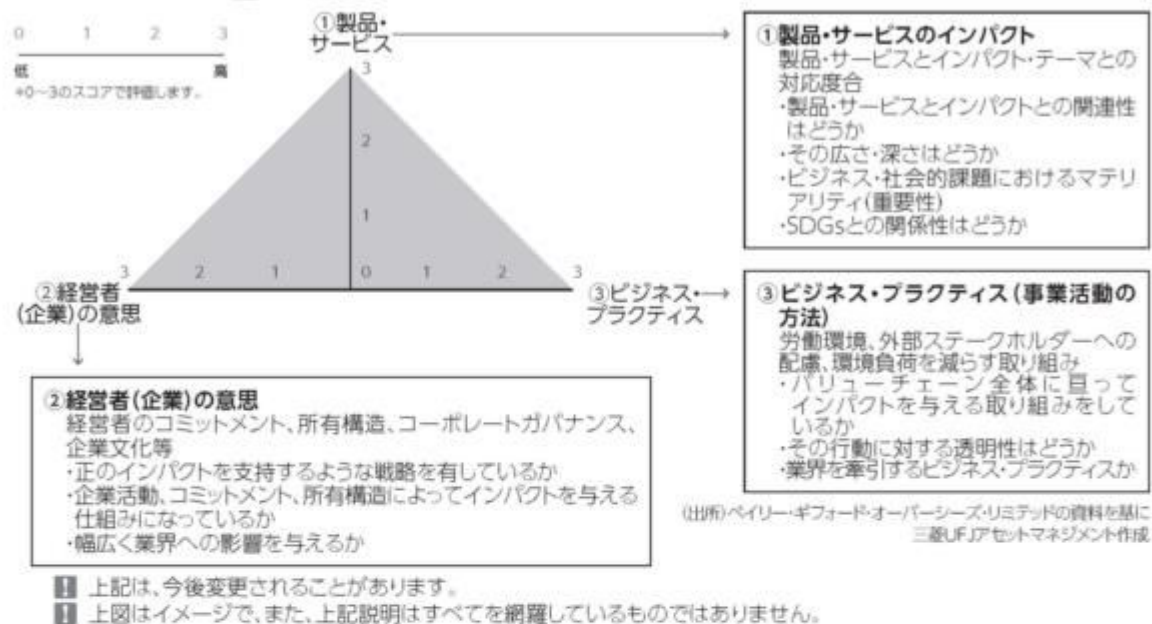 0 1 2 3
低 高
*0〜3のスコアで評価します。
①製品・
サービス
3
2
1
3 2 1 0 1 2 3
②経営者
(企業)の意思
③ビジネス・
プラクティス
①製品・サービスのインパクト
製品・サービスとインパクト・テーマとの
対応度合
・製品・サービスとインパクトとの関連性
はどうか
・その広さ・深さはどうか
・ビジネス・社会的課題におけるマテリ
アリティ(重要性)
・SDGsとの関係性はどうか
③ビジネス・プラクティス(事業活動の
方法)
労働環境、外部ステークホルダーへの
配慮、環境負荷を減らす取り組み
・バリューチェーン全体に亘って
インパクトを与える取り組みをして
いるか
・その行動に対する透明性はどうか
・業界を牽引するビジネス・プラクティスか
②経営者(企業)の意思
経営者のコミットメント、所有構造、コーポレートガバナンス、
企業文化等
・正のインパクトを支持するような戦略を有しているか
・企業活動、コミットメント、所有構造によってインパクトを与える
仕組みになっているか
・幅広く業界への影響を与えるか
(出所)ベイリー・ギフォード・オーバーシーズ・リミテッドの資料を基に
三菱UFJアセットマネジメント作成
! 上記は、今後変更されることがあります。
! 上図はイメージで、また、上記説明はすべてを網羅しているものではありません。